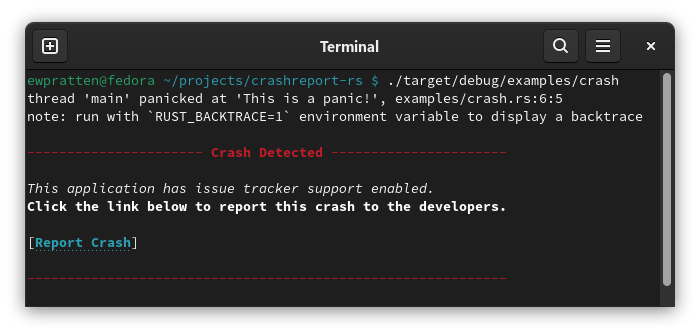 Terminal
ewpratten@fedora ~/projects/crashreport-rs $ ./target/debug/examples/crash
thread 'main' panicked at 'This is a panic!', examples/crash.rs:6:5
note: run with `RUST_BACKTRACE=1` environment variable to display a backtrace
---------------------- Crash Detected ----------------------
This application has issue tracker support enabled.
Click the link below to report this crash to the developers.
[Report Crash]
------------------------------------------------------------